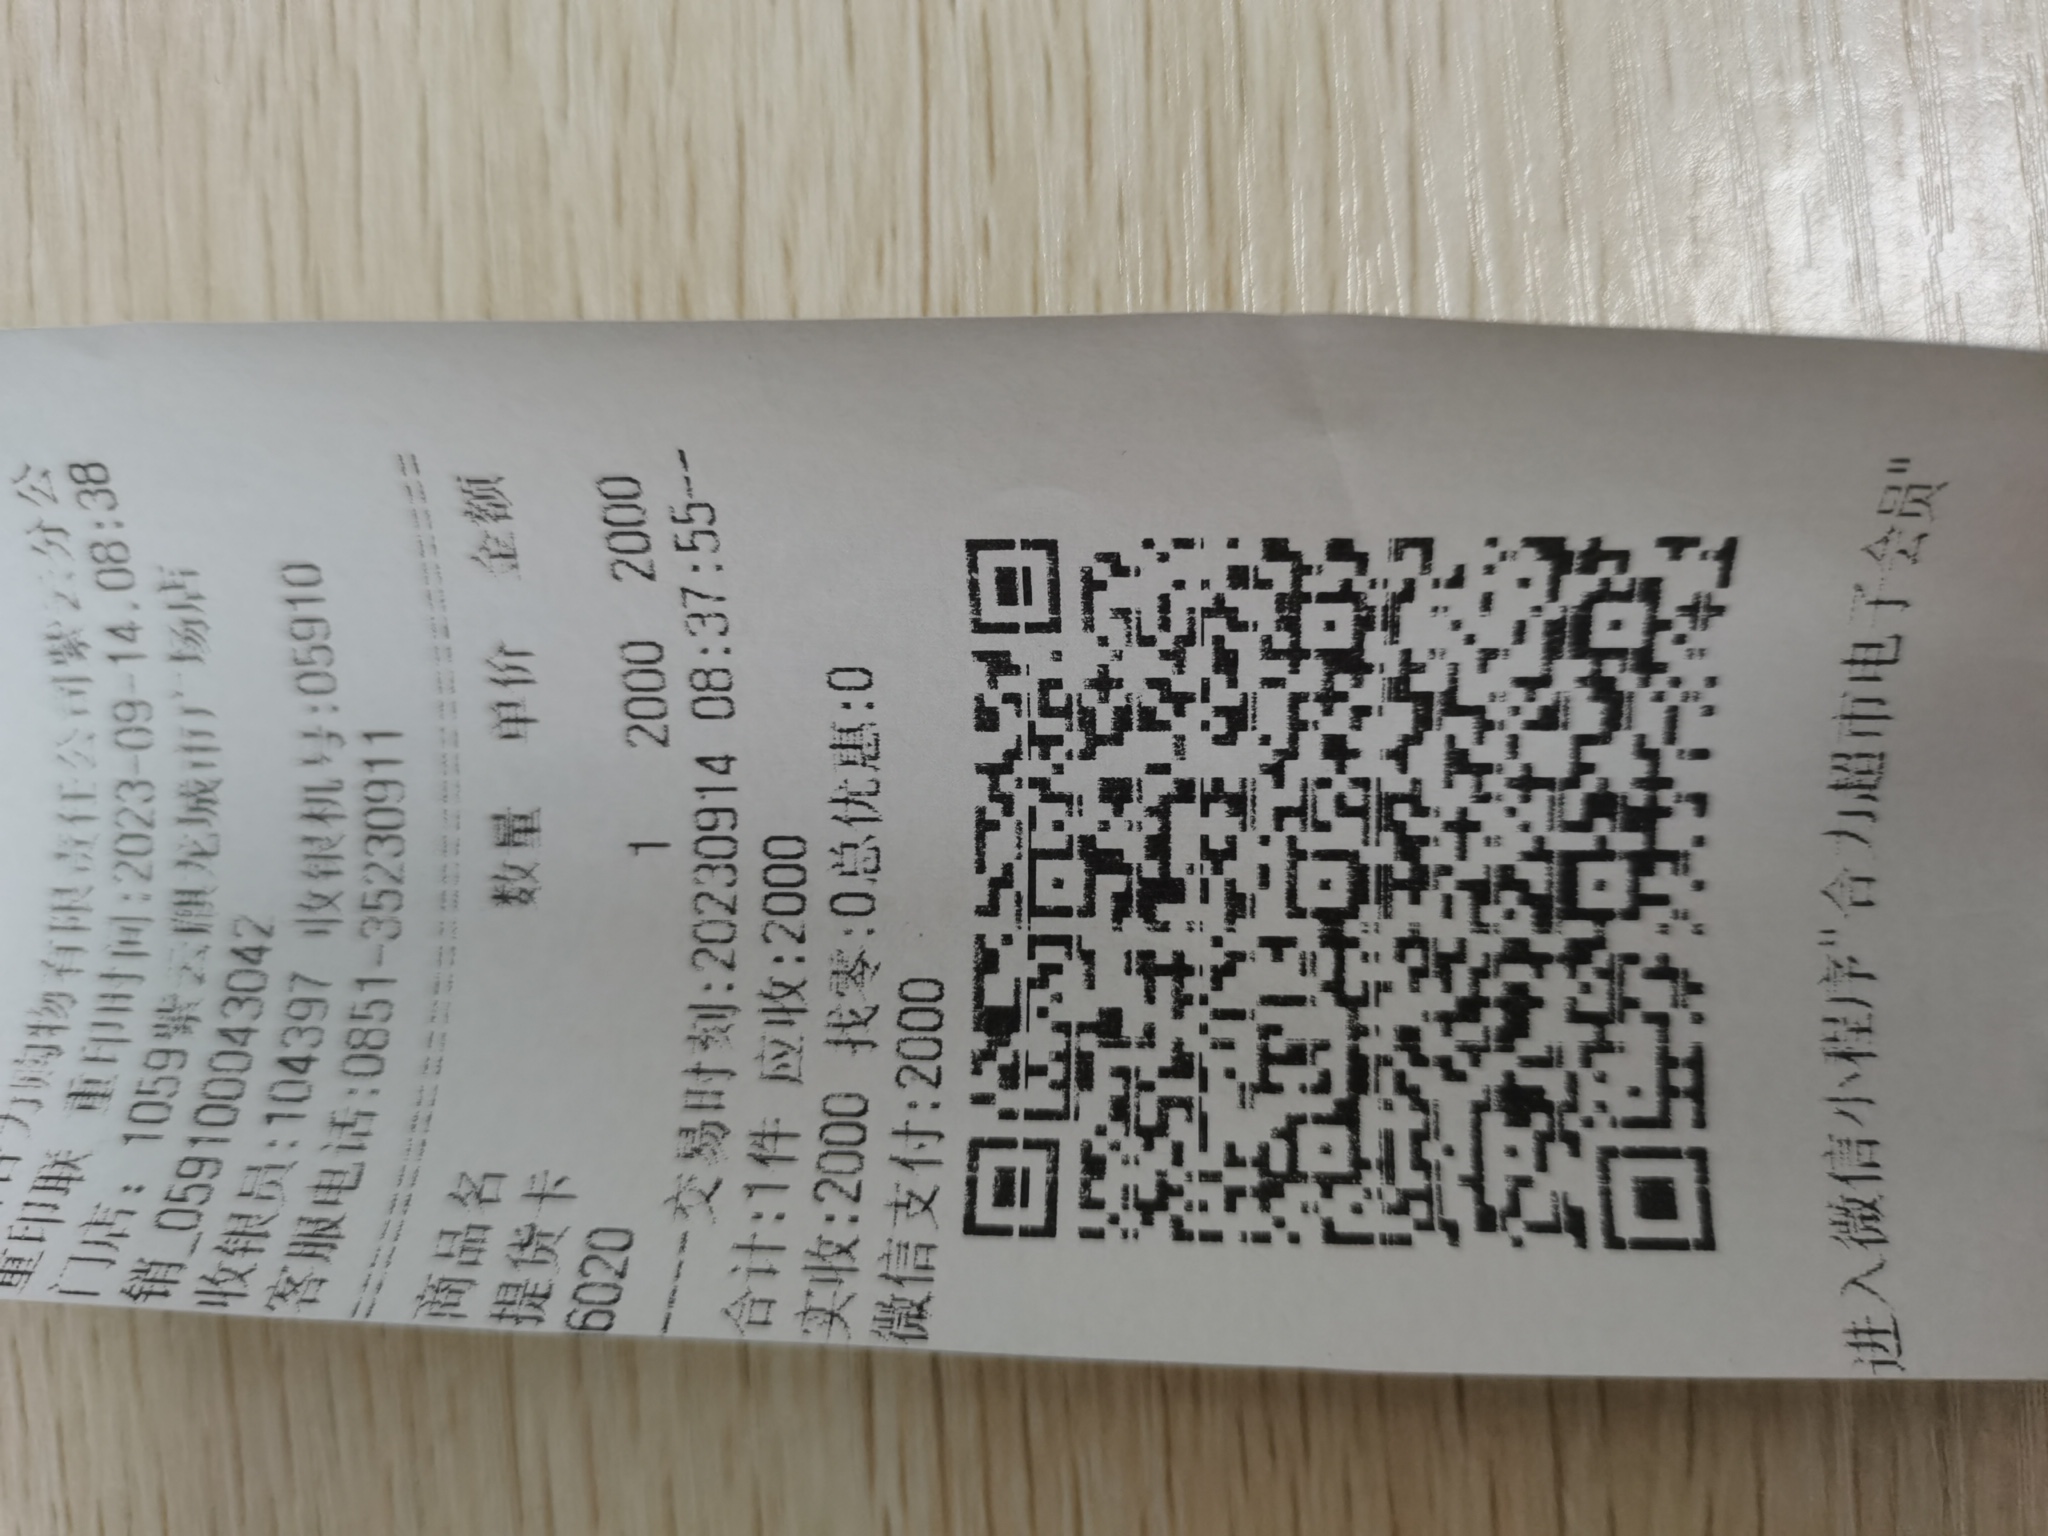 力购物有限责任公司紫云分公
重印联 重印时间:2023-09-14.08:38
门店: 1059紫云麒龙城市广场店
销_0591000043042
收银员:104397 收银机号:05910
客服电话:0851-35230911
================================
商品名 数量 单价 金额
提货卡
6020 1 2000 2000
----交易时刻:20230914 08:37:55--
合计:1件 应收:2000
实收:2000 找零:0总优惠:0
微信支付:2000
进入微信小程序"合力超市电子会员"